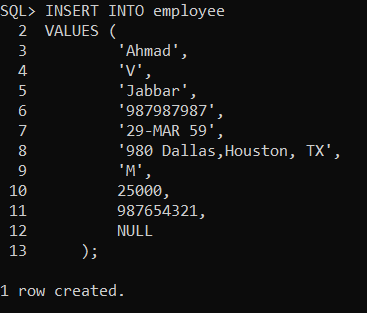 SQL> INSERT INTO employee
2 VALUES (
3 'Ahmad',
4 'V',
5 'Jabbar',
6 '987987987',
7 '29-MAR 59',
8 '980 Dallas,Houston, TX',
9 'M',
10 25000,
11 987654321,
12 NULL
13 );
1 row created.